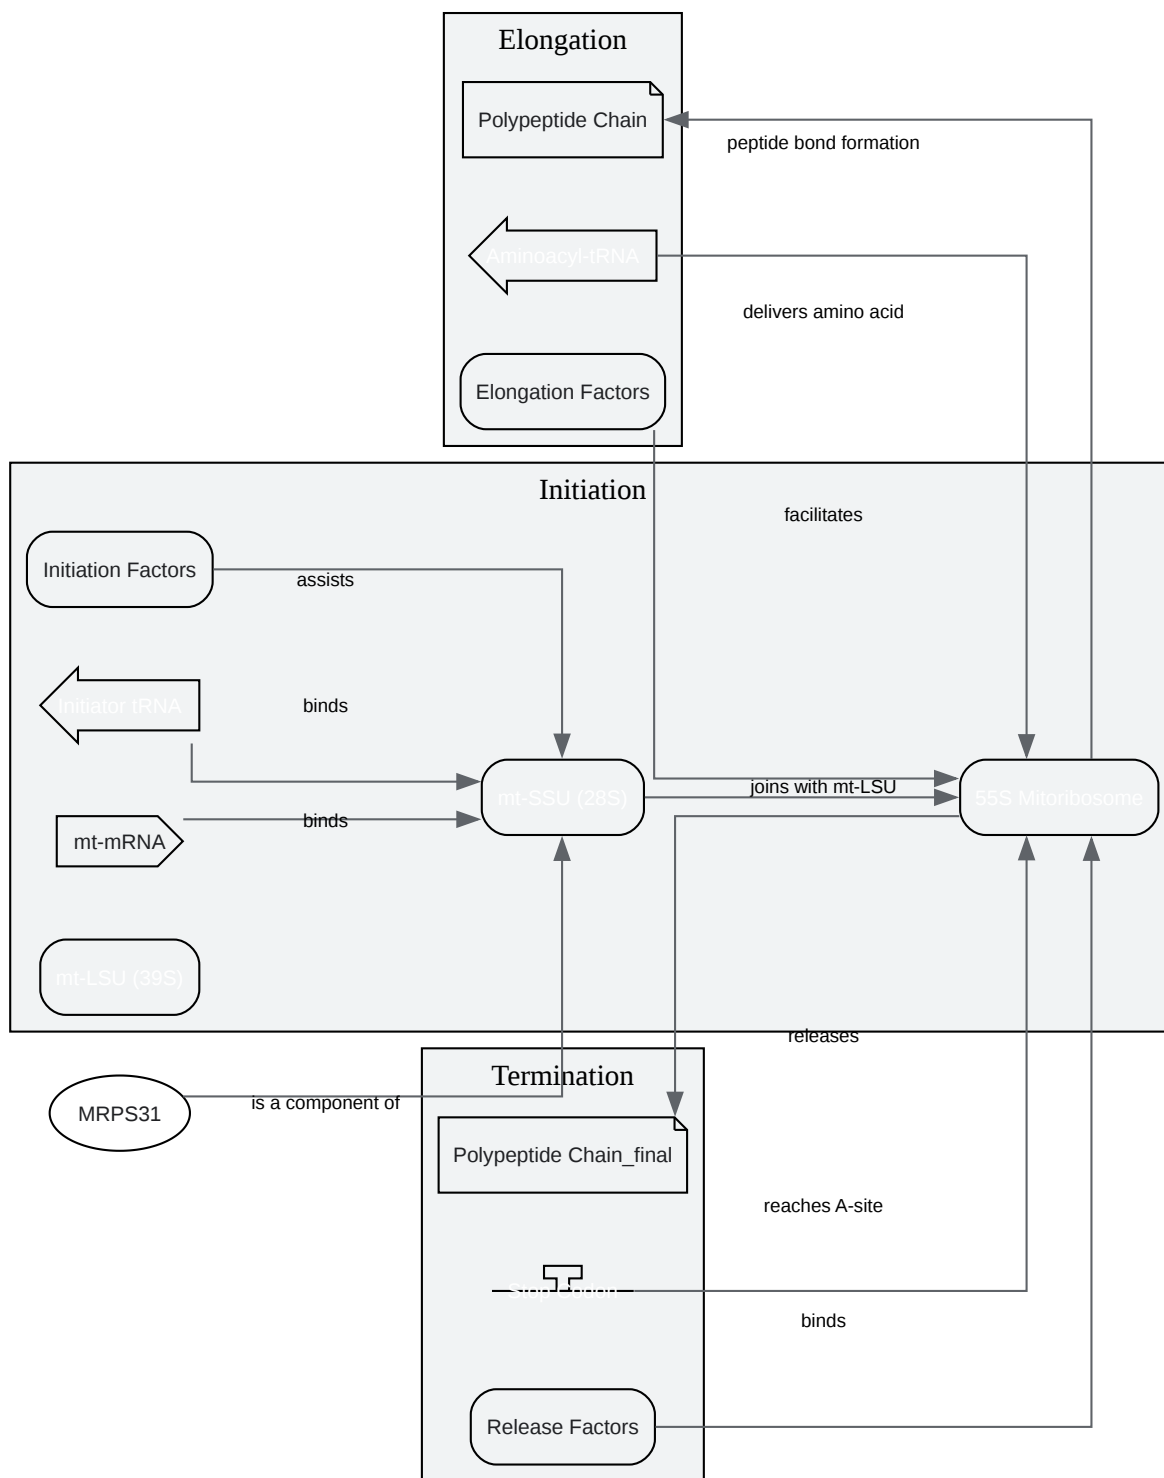 Elongation
Polypeptide Chain
peptide bond formation
Aminoacyl-tRNA
delivers amino acid
Elongation Factors
Initiation
facilitates
Initiation Factors
assists
Initiator tRNA
binds
mt-SSU (28S)
joins with mt-LSU
55S Mitoribosome
binds
mt-mRNA
mt-LSU (39S)
releases
Termination
MRPS31
is a component of
Polypeptide Chain_final
reaches A-site
Stop Codon
binds
Release Factors